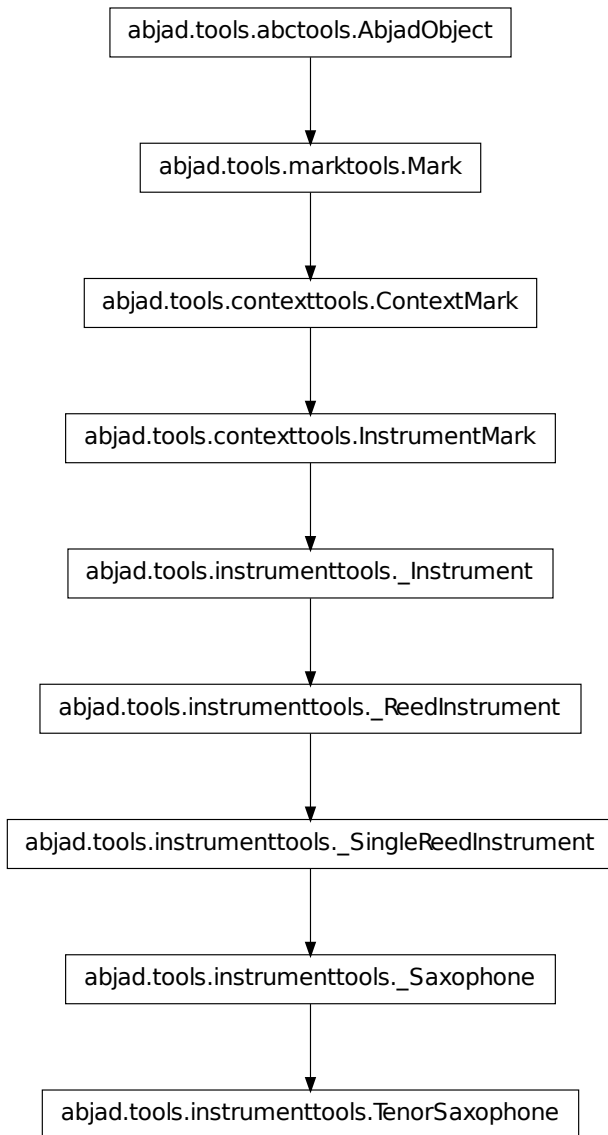 abjad.tools.abctools.AbjadObject
abjad.tools.marktools.Mark
abjad.tools.contexttools.ContextMark
abjad.tools.contexttools.InstrumentMark
abjad.tools.instrumenttools._Instrument
abjad.tools.instrumenttools._ReedInstrument
abjad.tools.instrumenttools._SingleReedInstrument
abjad.tools.instrumenttools._Saxophone
abjad.tools.instrumenttools.TenorSaxophone